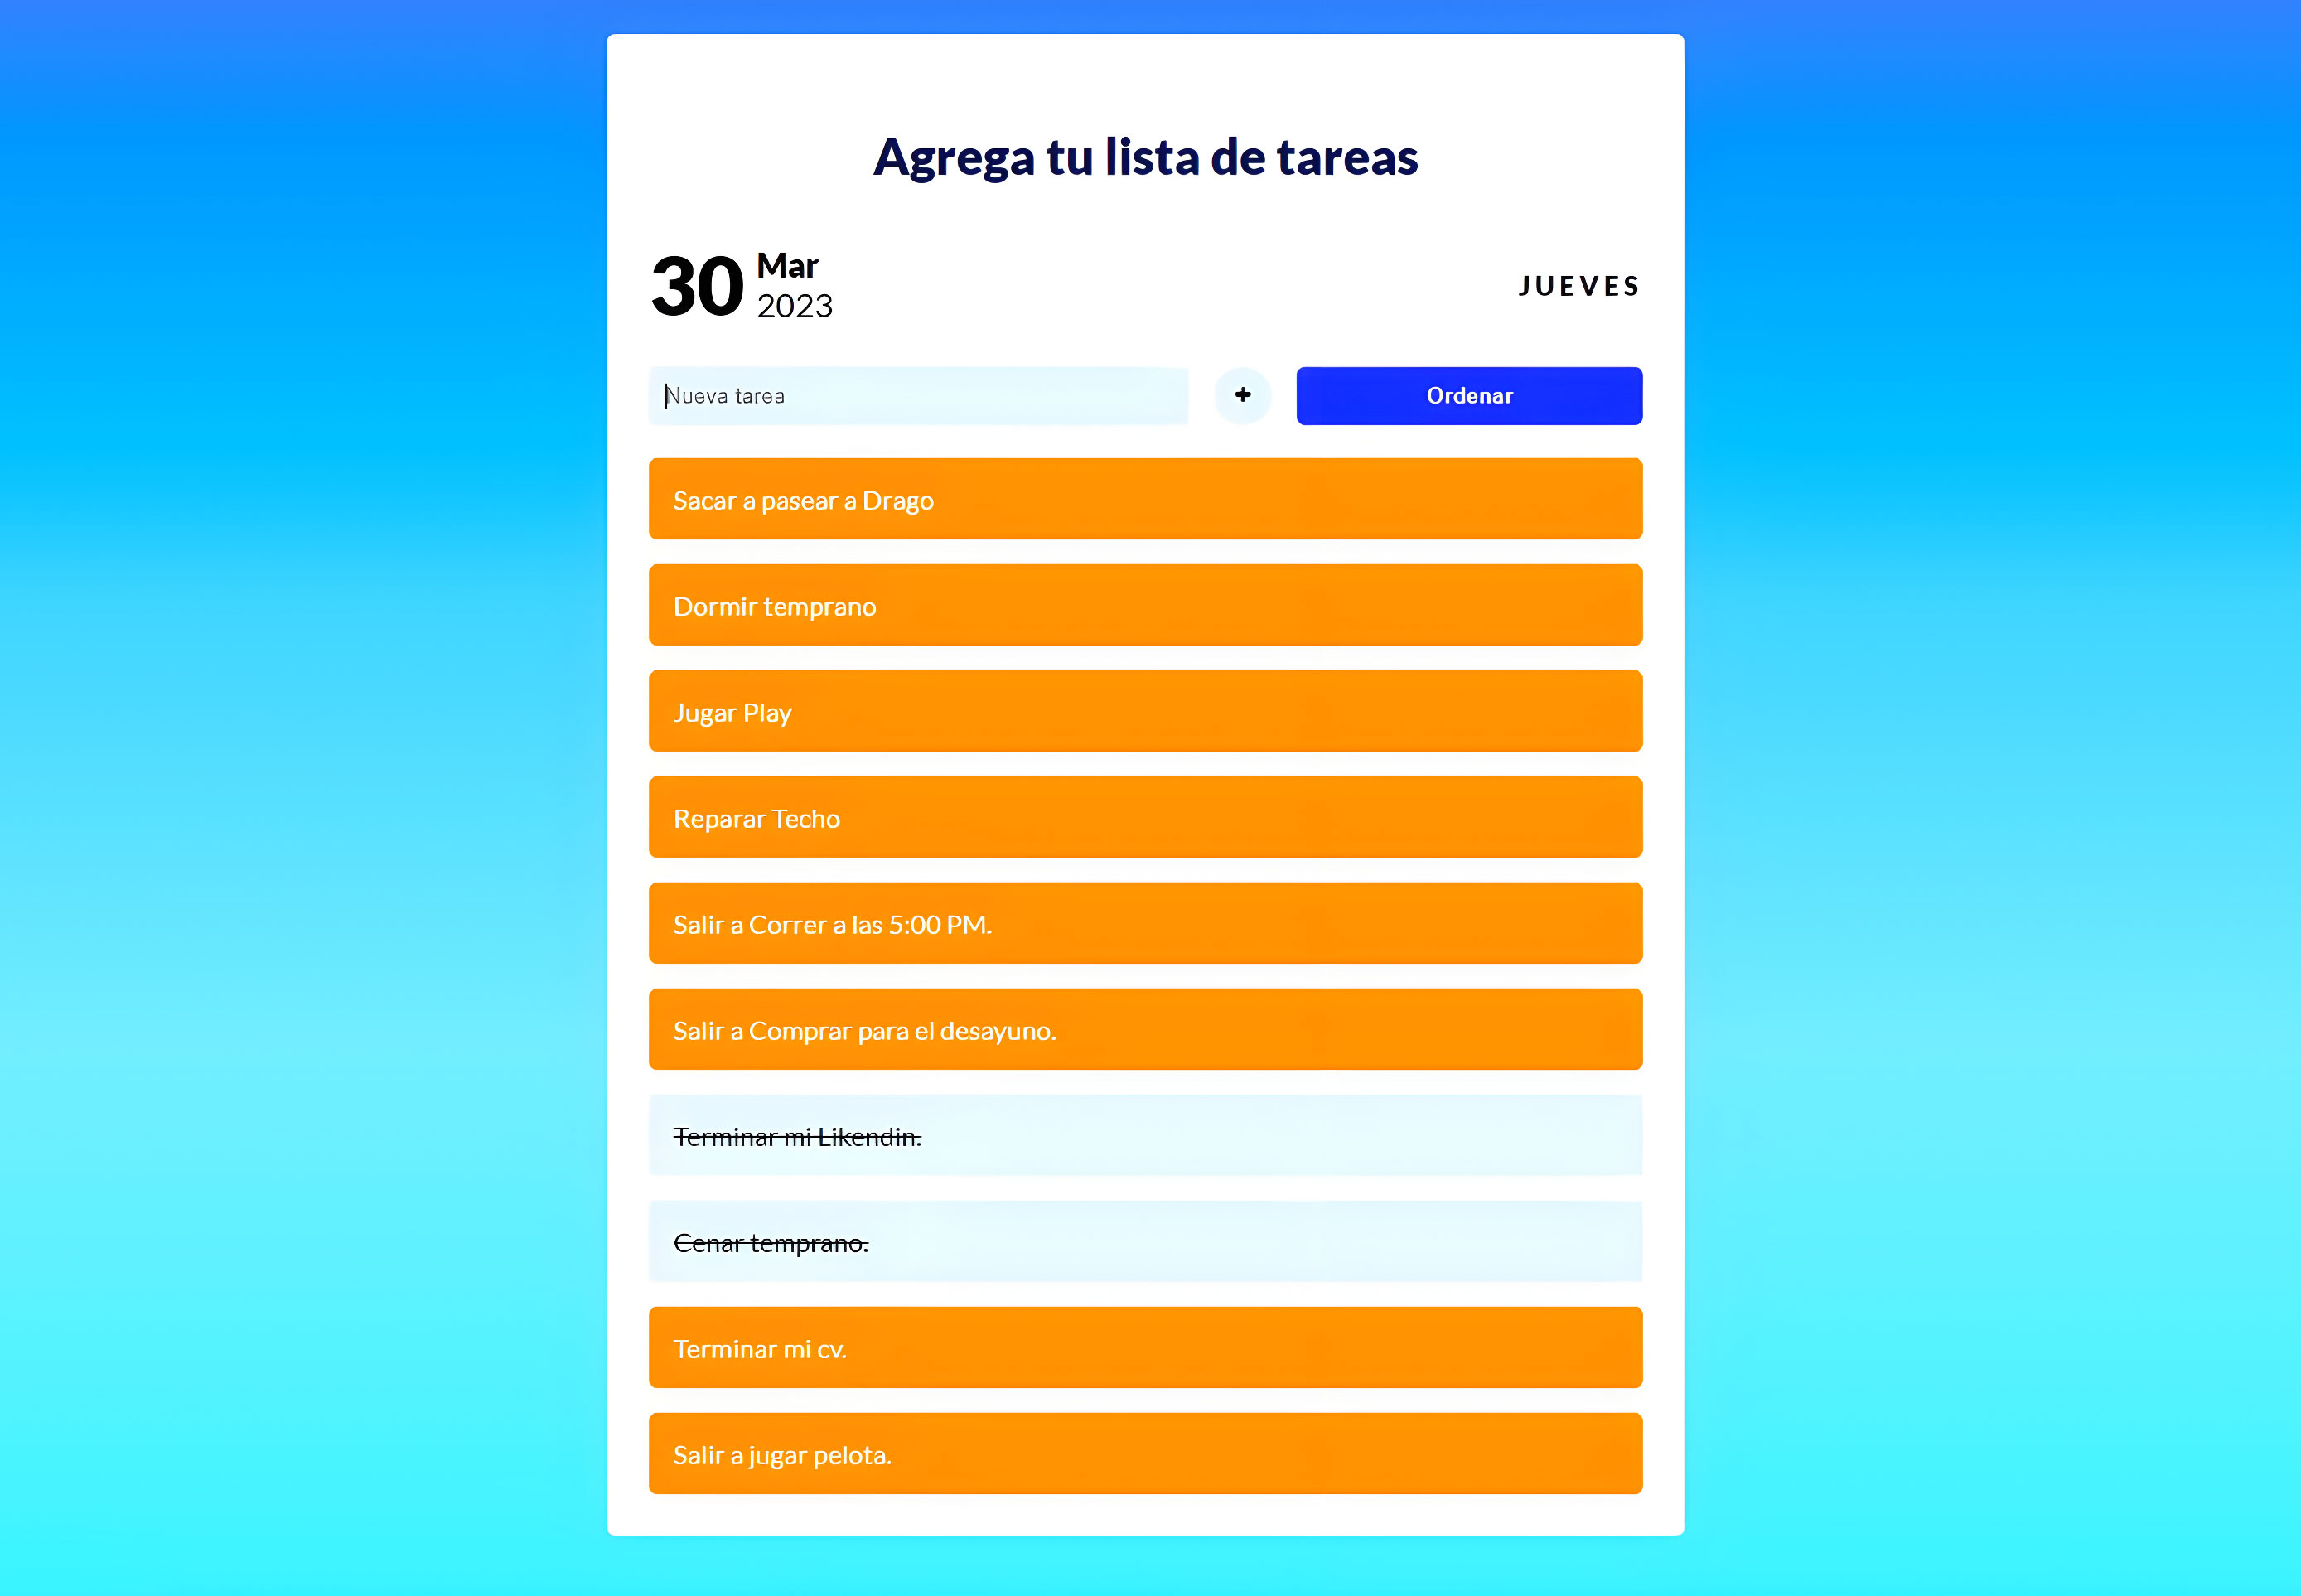 Agrega tu lista de tareas
30
Mar
2023
JUEVES
Nueva tarea
+
Ordenar
Sacar a pasear a Drago
Dormir temprano
Jugar Play
Reparar Techo
Salir a Correr a las 5:00 PM.
Salir a Comprar para el desayuno.
Terminar mi Likendin.
Cenar temprano.
Terminar mi cv.
Salir a jugar pelota.